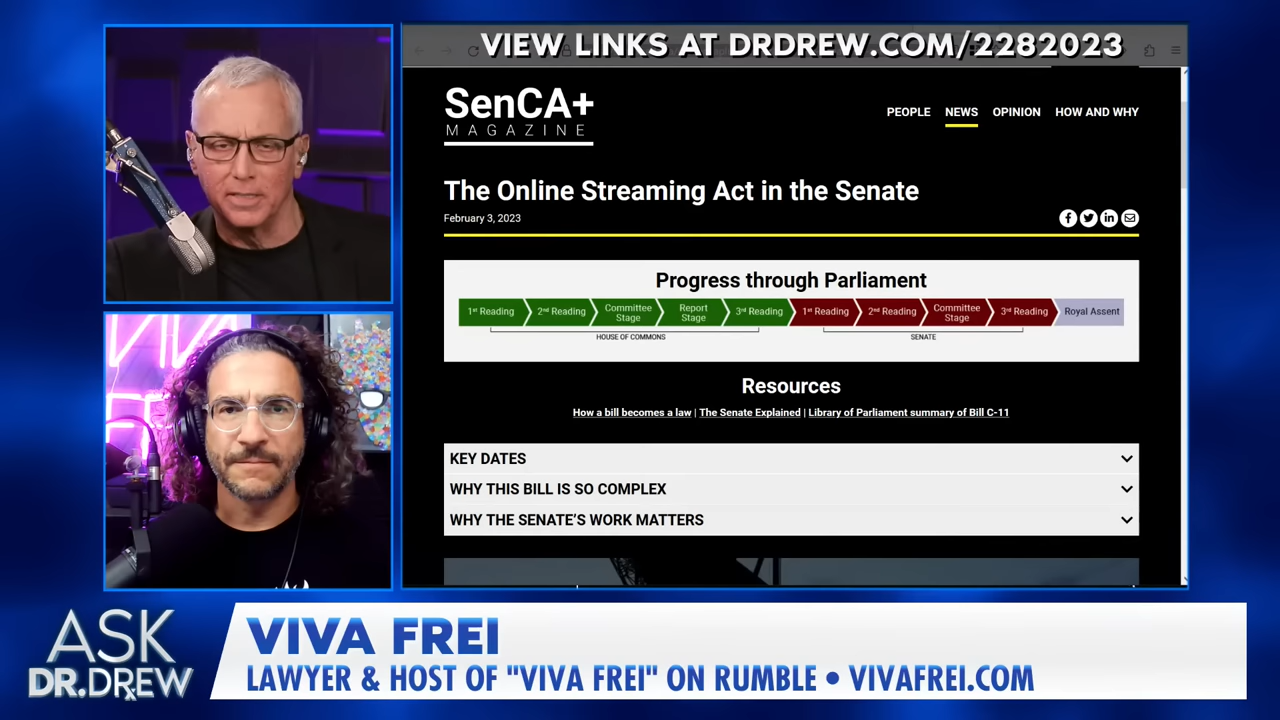 VIEW LINKS AT DRDREW.COM/2282023
SenCA+
MAGAZINE
PEOPLE NEWS OPINION HOW AND WHY
The Online Streaming Act in the Senate
February 3, 2023
Progress through Parliament
1st Reading 2nd Reading Committee Stage Report Stage 3rd Reading 1st Reading 2nd Reading Committee Stage 3rd Reading Royal Assent
HOUSE OF COMMONS SENATE
Resources
How a bill becomes a law | The Senate Explained | Library of Parliament summary of Bill C-11
KEY DATES
WHY THIS BILL IS SO COMPLEX
WHY THE SENATE'S WORK MATTERS
ASK
DR.DREW
VIVA FREI
LAWYER & HOST OF "VIVA FREI" ON RUMBLE • VIVAFREI.COM